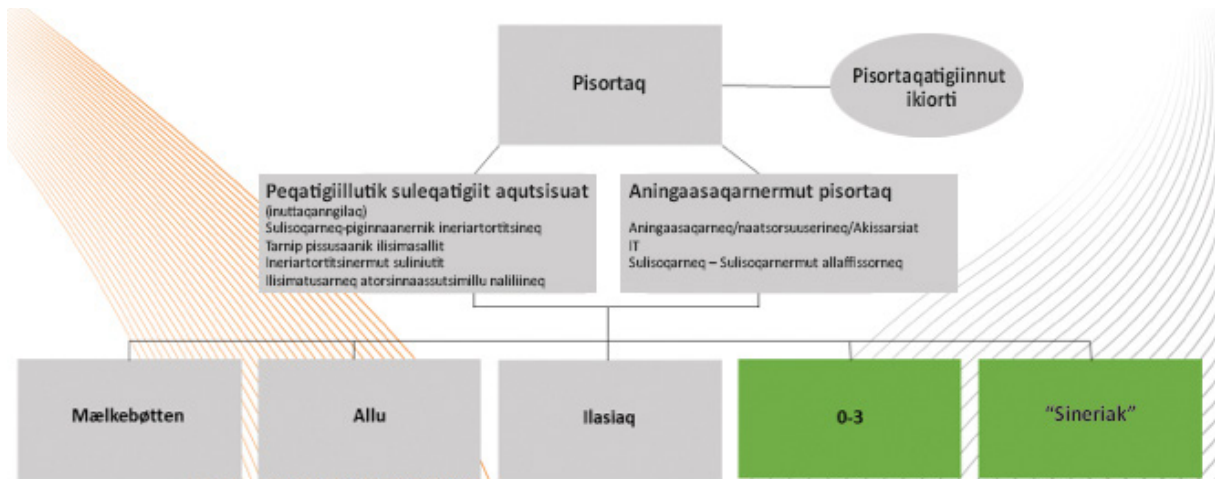 Pisortaq
Pisortaqatigiinnut
ikiorti
Peqatigiillutik suleqatigiit aqutsisuat
(inuttaqanngilaq)
Sulisoqarneq-piginnaanernik ineriartortitsineq
Tarnip pissusaanik ilisimasallit
Ineriartortitsinermut suliniutit
Ilisimatusarneq atorsinnaassutsimillu naliliineq
Aningaasaqarnermut pisortaq
Aningaasaqarneq/naatsorsuuserineq/Akissarsiat
IT
Sulisoqarneq – Sulisoqarnermut allaffissorneq
Mælkebøtten
Allu
Ilasiaq
0-3
“Sineriak”